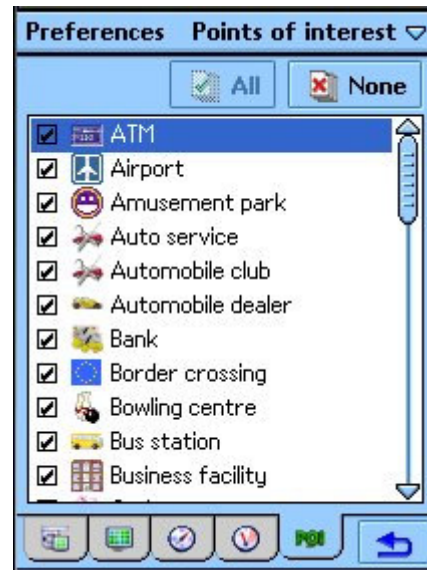 Preferences Points of interest
All None
ATM
Airport
Amusement park
Auto service
Automobile club
Automobile dealer
Bank
Border crossing
Bowling centre
Bus station
Business facility
POI